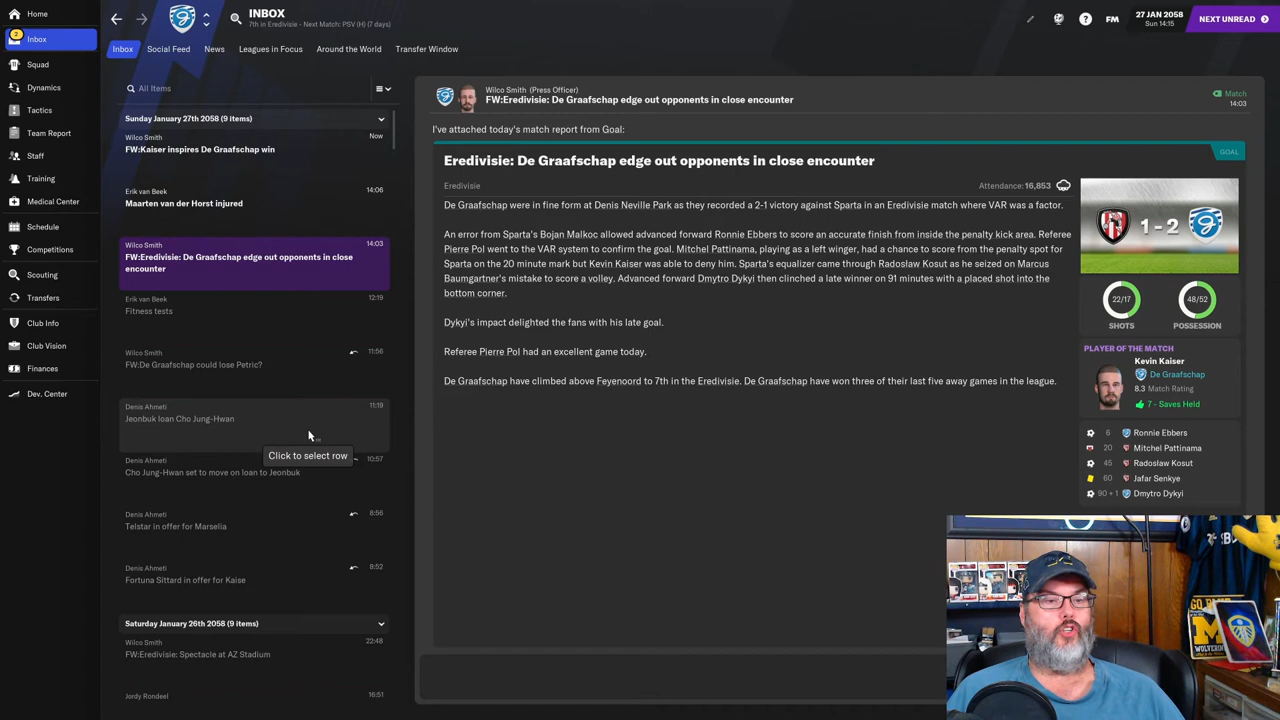 Home
INBOX
7th in Eredivisie - Next Match: PSV (H) (7 days)
FM
27 JAN 2058
SUN 14:15
NEXT UNREAD
2
Inbox
Inbox
Social Feed
News
Leagues in Focus
Around the World
Transfer Window
Squad
Dynamics
Tactics
Team Report
Staff
Training
Medical Center
Schedule
Competitions
Scouting
Transfers
Club Info
Club Vision
Finances
Dev. Center
All Items
Sunday January 27th 2058 (9 items)
Wilco Smith
Now
FW:Kaiser inspires De Graafschap win
Erik van Beek
14:06
Maarten van der Horst injured
Wilco Smith
14:03
FW:Eredivisie: De Graafschap edge out opponents in close
encounter
Erik van Beek
12:19
Fitness tests
Wilco Smith
11:56
FW:De Graafschap could lose Petric?
Denis Ahmeti
11:19
Jeonbuk loan Cho Jung-Hwan
Click to select row
Denis Ahmeti
10:57
Cho Jung-Hwan set to move on loan to Jeonbuk
Denis Ahmeti
8:56
Telstar in offer for Marselia
Denis Ahmeti
8:52
Fortuna Sittard in offer for Kaise
Saturday January 26th 2058 (9 items)
Wilco Smith
22:48
FW:Eredivisie: Spectacle at AZ Stadium
Jordy Rondeel
16:51
Wilco Smith (Press Officer)
FW:Eredivisie: De Graafschap edge out opponents in close encounter
Match
14:03
I've attached today's match report from Goal:
GOAL
Eredivisie: De Graafschap edge out opponents in close encounter
Eredivisie
Attendance: 16,853
De Graafschap were in fine form at Denis Neville Park as they recorded a 2-1 victory against Sparta in an Eredivisie match where VAR was a factor.
An error from Sparta's Bojan Malkoc allowed advanced forward Ronnie Ebbers to score an accurate finish from inside the penalty kick area. Referee
Pierre Pol went to the VAR system to confirm the goal. Mitchel Pattinama, playing as a left winger, had a chance to score from the penalty spot for
Sparta on the 20 minute mark but Kevin Kaiser was able to deny him. Sparta's equalizer came through Radoslaw Kosut as he seized on Marcus
Baumgartner's mistake to score a volley. Advanced forward Dmytro Dykyi then clinched a late winner on 91 minutes with a placed shot into the
bottom corner.
Dykyi's impact delighted the fans with his late goal.
Referee Pierre Pol had an excellent game today.
De Graafschap have climbed above Feyenoord to 7th in the Eredivisie. De Graafschap have won three of their last five away games in the league.
1 - 2
22/17
SHOTS
48/52
POSSESSION
PLAYER OF THE MATCH
Kevin Kaiser
De Graafschap
8.3 Match Rating
7 - Saves Held
6 Ronnie Ebbers
20 Mitchel Pattinama
45 Radosław Kosut
60 Jafar Senkye
90 + 1 Dmytro Dykyi
GO BLUE
WOLVERINES